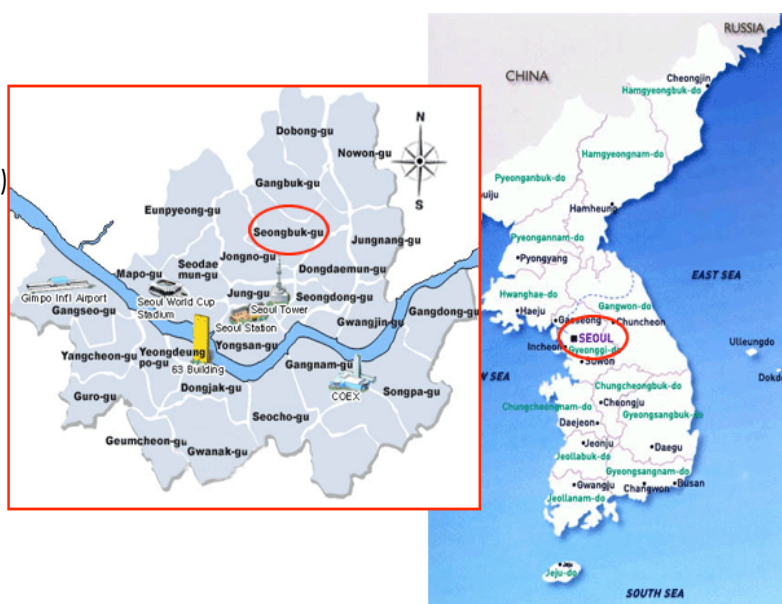 )
N
S
Dobong-gu
Nowon-gu
Gangbuk-gu
Eunpyeong-gu
Seongbuk-gu
Jungnang-gu
Jongno-gu
Seodae
mun-gu
Mapo-gu
Dongdaemun-gu
Gimpo Int'l Airport
Seoul World Cup
Stadium
Jung-gu
Seoul Tower
Seongdong-gu
Gangseo-gu
Seoul Station
Gwangjin-gu
Gangdong-gu
Yangcheon-gu
Yeongdeung
po-gu
Yongsan-gu
63 Building
Gangnam-gu
COEX
Songpa-gu
Guro-gu
Dongjak-gu
Seocho-gu
Geumcheon-gu
Gwanak-gu
RUSSIA
CHINA
Cheongjin
Hamgyeongbuk-do
Hamgyeongnam-do
Pyeonganbuk-do
uiju
Hamheung
Pyeongannam-do
Pyongyang
EAST SEA
Hwanghae-do
Haeju
Gangwon-do
Gaeseong
Chuncheon
SEOUL
Incheon
Gyeonggi-do
Suwon
Ulleungdo
N SEA
Dokdo
Chungcheongbuk-do
Chungcheongnam-do
Cheongju
Gyeongsangbuk-do
Daejeon
Jeonju
Daegu
Jeollabuk-do
Gyeongsangnam-do
Gwangju
Changwon
Busan
Jeollanam-do
Jeju
Jeju-do
SOUTH SEA